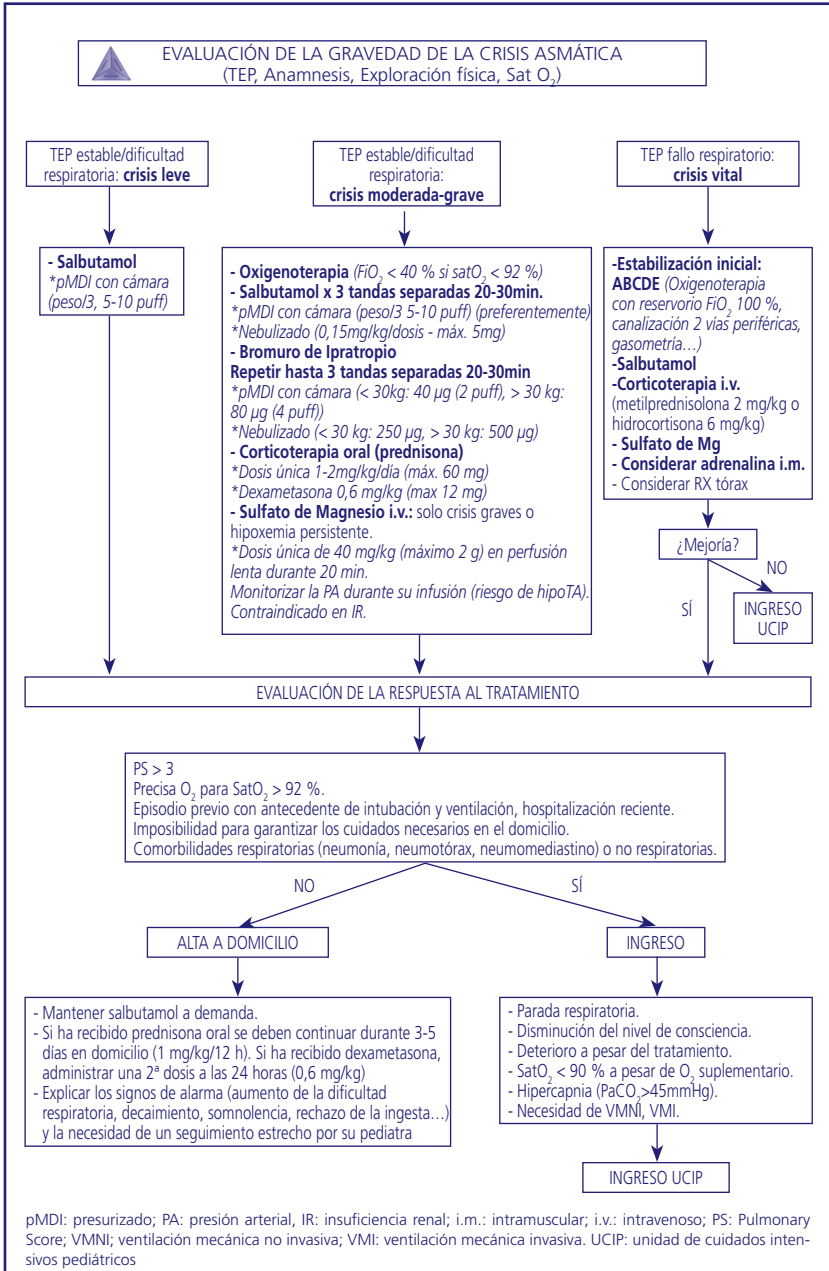 EVALUACIÓN DE LA GRAVEDAD DE LA CRISIS ASMÁTICA
(TEP, Anamnesis, Exploración física, Sat O₂)
TEP estable/dificultad
respiratoria: crisis leve
TEP estable/dificultad
respiratoria:
crisis moderada-grave
TEP fallo respiratorio:
crisis vital
- Salbutamol
*pMDI con cámara
(peso/3, 5-10 puff)
- Oxigenoterapia (FiO₂ < 40 % si satO₂ < 92 %)
- Salbutamol x 3 tandas separadas 20-30min.
*pMDI con cámara (peso/3 5-10 puff) (preferentemente)
*Nebulizado (0,15mg/kg/dosis - máx. 5mg)
- Bromuro de Ipratropio
Repetir hasta 3 tandas separadas 20-30min
*pMDI con cámara (< 30kg: 40 µg (2 puff), > 30 kg:
80 µg (4 puff))
*Nebulizado (< 30 kg: 250 µg, > 30 kg: 500 µg)
- Corticoterapia oral (prednisona)
*Dosis única 1-2mg/kg/día (máx. 60 mg)
*Dexametasona 0,6 mg/kg (max 12 mg)
- Sulfato de Magnesio i.v.: solo crisis graves o
hipoxemia persistente.
*Dosis única de 40 mg/kg (máximo 2 g) en perfusión
lenta durante 20 min.
Monitorizar la PA durante su infusión (riesgo de hipoTA).
Contraindicado en IR.
-Estabilización inicial:
ABCDE (Oxigenoterapia
con reservorio FiO₂ 100 %,
canalización 2 vías periféricas,
gasometría…)
-Salbutamol
-Corticoterapia i.v.
(metilprednisolona 2 mg/kg o
hidrocortisona 6 mg/kg)
- Sulfato de Mg
- Considerar adrenalina i.m.
- Considerar RX tórax
¿Mejoría?
NO
SÍ
INGRESO
UCIP
EVALUACIÓN DE LA RESPUESTA AL TRATAMIENTO
PS > 3
Precisa O₂ para SatO₂ > 92 %.
Episodio previo con antecedente de intubación y ventilación, hospitalización reciente.
Imposibilidad para garantizar los cuidados necesarios en el domicilio.
Comorbilidades respiratorias (neumonía, neumotórax, neumomediastino) o no respiratorias.
NO
SÍ
ALTA A DOMICILIO
INGRESO
- Mantener salbutamol a demanda.
- Si ha recibido prednisona oral se deben continuar durante 3-5
días en domicilio (1 mg/kg/12 h). Si ha recibido dexametasona,
administrar una 2ª dosis a las 24 horas (0,6 mg/kg)
- Explicar los signos de alarma (aumento de la dificultad
respiratoria, decaimiento, somnolencia, rechazo de la ingesta…)
y la necesidad de un seguimiento estrecho por su pediatra
- Parada respiratoria.
- Disminución del nivel de consciencia.
- Deterioro a pesar del tratamiento.
- SatO₂ < 90 % a pesar de O₂ suplementario.
- Hipercapnia (PaCO₂>45mmHg).
- Necesidad de VMNI, VMI.
INGRESO UCIP
pMDI: presurizado; PA: presión arterial, IR: insuficiencia renal; i.m.: intramuscular; i.v.: intravenoso; PS: Pulmonary
Score; VMNI; ventilación mecánica no invasiva; VMI: ventilación mecánica invasiva. UCIP: unidad de cuidados inten-
sivos pediátricos